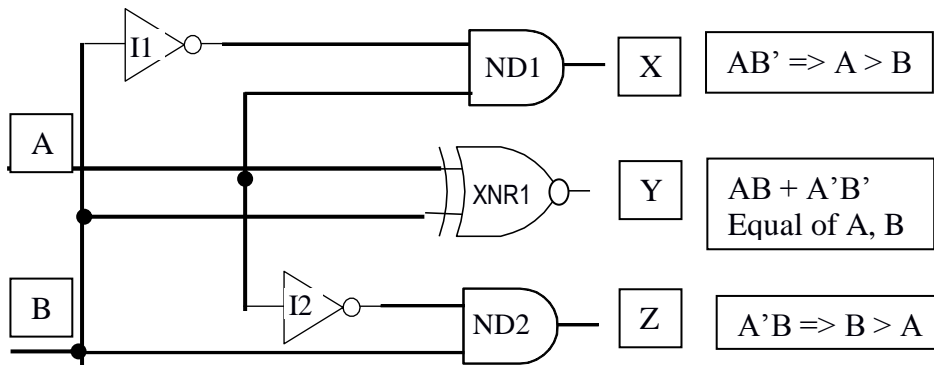 I1
ND1
X
AB’ => A > B
A
XNR1
Y
AB + A’B’
Equal of A, B
B
I2
ND2
Z
A’B => B > A